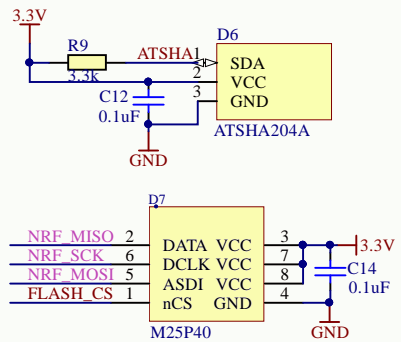 3.3V
D6
R9
3.3k
ATSHA
1
SDA
2
VCC
3
GND
C12
0.1uF
ATSHA204A
GND
D7
NRF_MISO 2 DATA VCC 3
3.3V
NRF_SCK 6 DCLK VCC 7
NRF_MOSI 5 ASDI VCC 8
C14
FLASH_CS 1 nCS GND 4
0.1uF
M25P40
GND